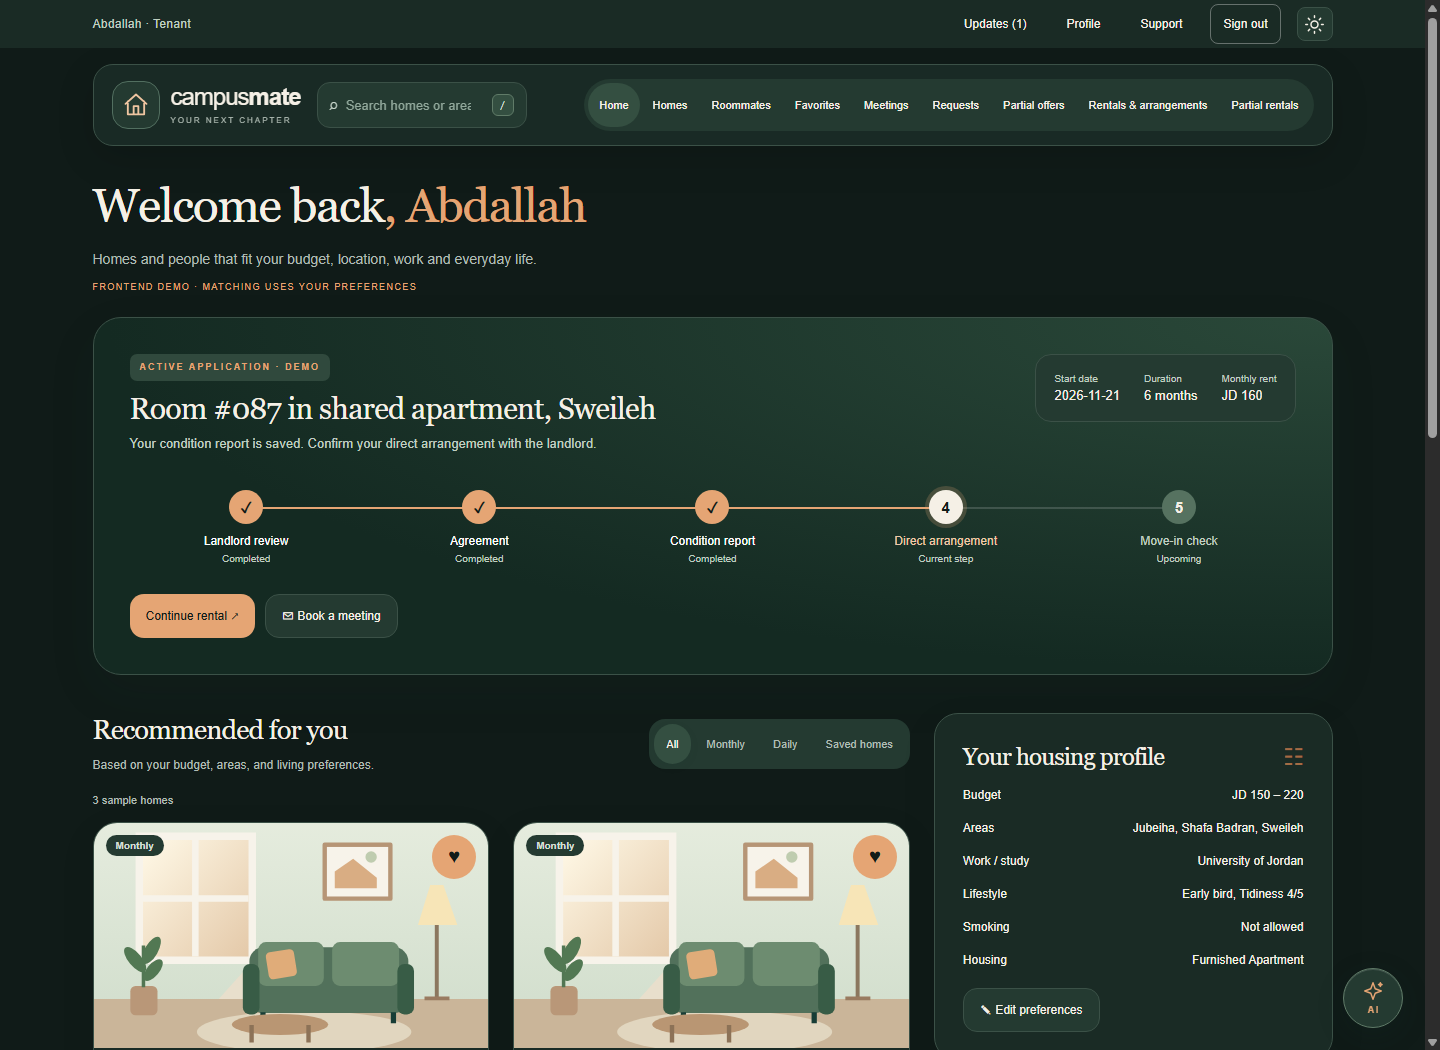 Abdallah · Tenant
Updates (1)
Profile
Support
Sign out
campusmate
YOUR NEXT CHAPTER
Search homes or area
/
Home
Homes
Roommates
Favorites
Meetings
Requests
Partial offers
Rentals & arrangements
Partial rentals
Welcome back, Abdallah
Homes and people that fit your budget, location, work and everyday life.
FRONTEND DEMO · MATCHING USES YOUR PREFERENCES
ACTIVE APPLICATION · DEMO
Room #087 in shared apartment, Sweileh
Your condition report is saved. Confirm your direct arrangement with the landlord.
Start date
2026-11-21
Duration
6 months
Monthly rent
JD 160
✓
Landlord review
Completed
✓
Agreement
Completed
✓
Condition report
Completed
4
Direct arrangement
Current step
5
Move-in check
Upcoming
Continue rental ↗
Book a meeting
Recommended for you
Based on your budget, areas, and living preferences.
All
Monthly
Daily
Saved homes
3 sample homes
Monthly
Monthly
Your housing profile
Budget JD 150 – 220
Areas Jubeiha, Shafa Badran, Sweileh
Work / study University of Jordan
Lifestyle Early bird, Tidiness 4/5
Smoking Not allowed
Housing Furnished Apartment
Edit preferences
AI